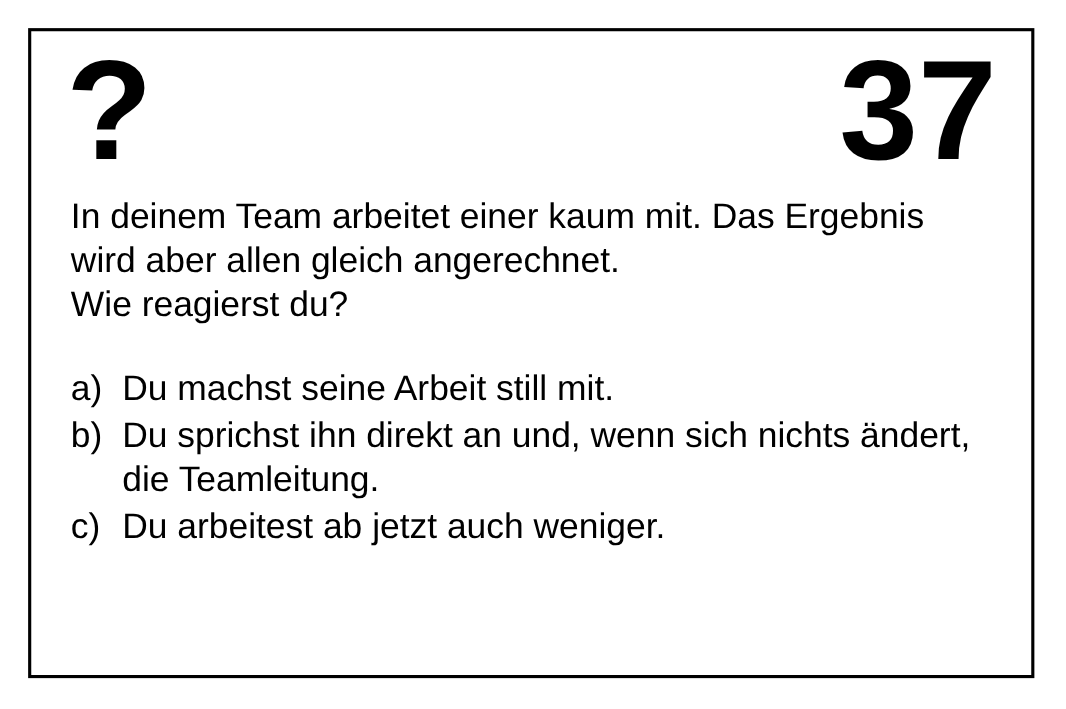 ? 37
In deinem Team arbeitet einer kaum mit. Das Ergebnis
wird aber allen gleich angerechnet.
Wie reagierst du?
a) Du machst seine Arbeit still mit.
b) Du sprichst ihn direkt an und, wenn sich nichts ändert,
die Teamleitung.
c) Du arbeitest ab jetzt auch weniger.